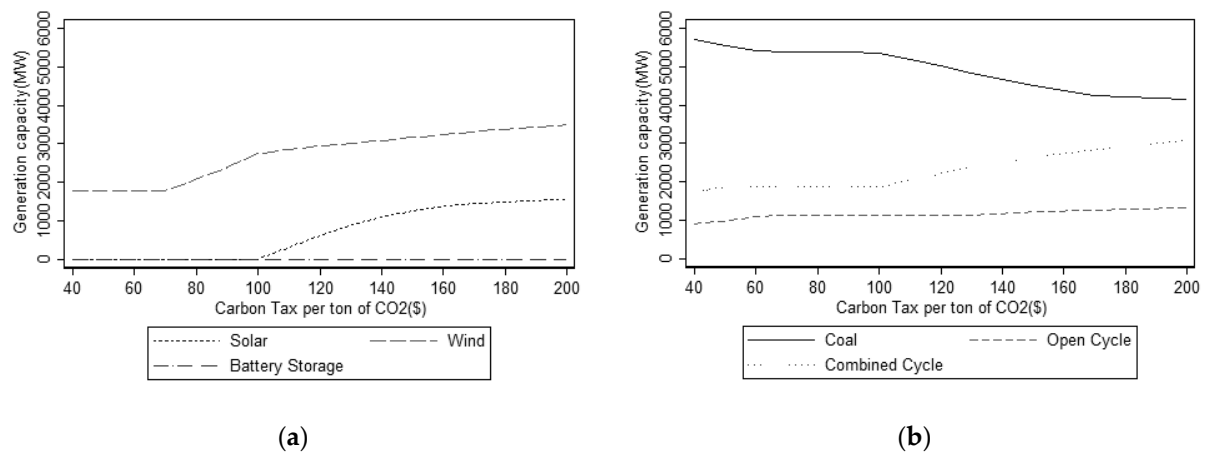 Generation capacity(MW)
6000
5000
4000
3000
2000
1000
0
40 60 80 100 120 140 160 180 200
Carbon Tax per ton of CO2($)
Solar Wind
Battery Storage
(a)
Generation capacity(MW)
6000
5000
4000
3000
2000
1000
0
40 60 80 100 120 140 160 180 200
Carbon Tax per ton of CO2($)
Coal Open Cycle
Combined Cycle
(b)